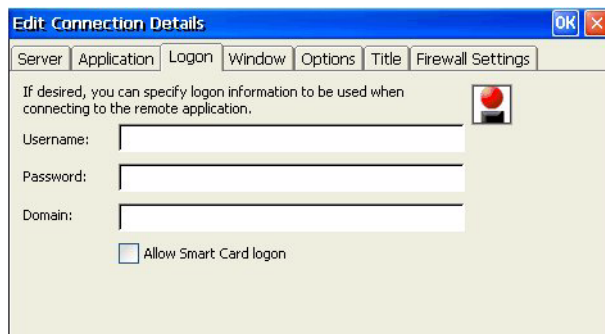 Edit Connection Details OK
Server Application Logon Window Options Title Firewall Settings
If desired, you can specify logon information to be used when
connecting to the remote application.
Username:
Password:
Domain:
Allow Smart Card logon